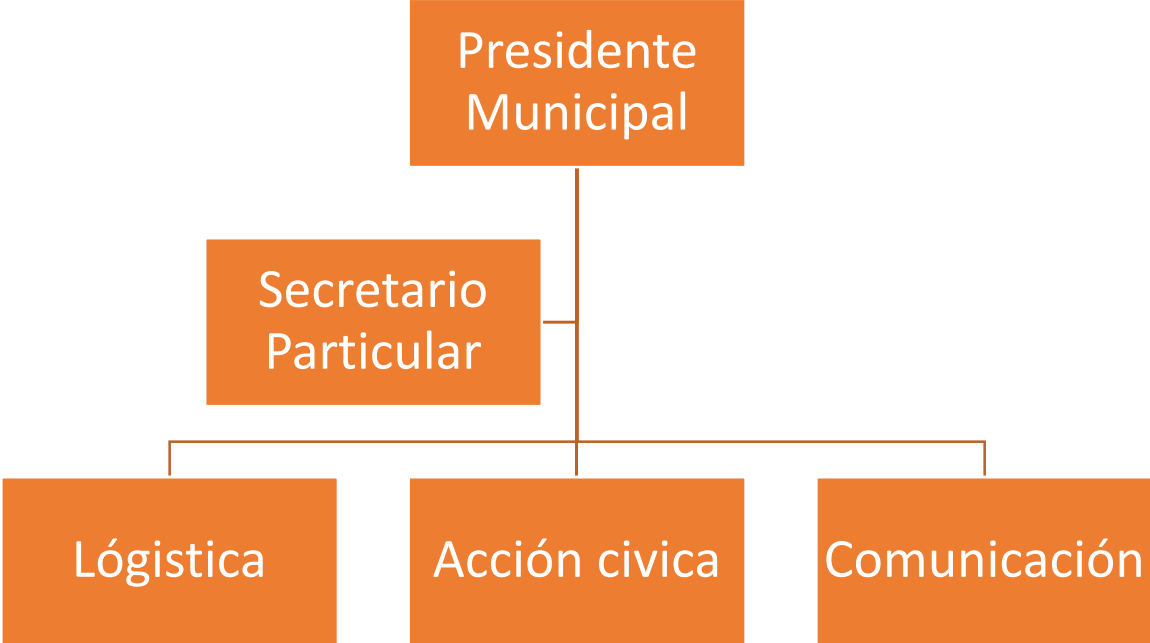 Presidente
Municipal
Secretario
Particular
Lógistica
Acción civica
Comunicación